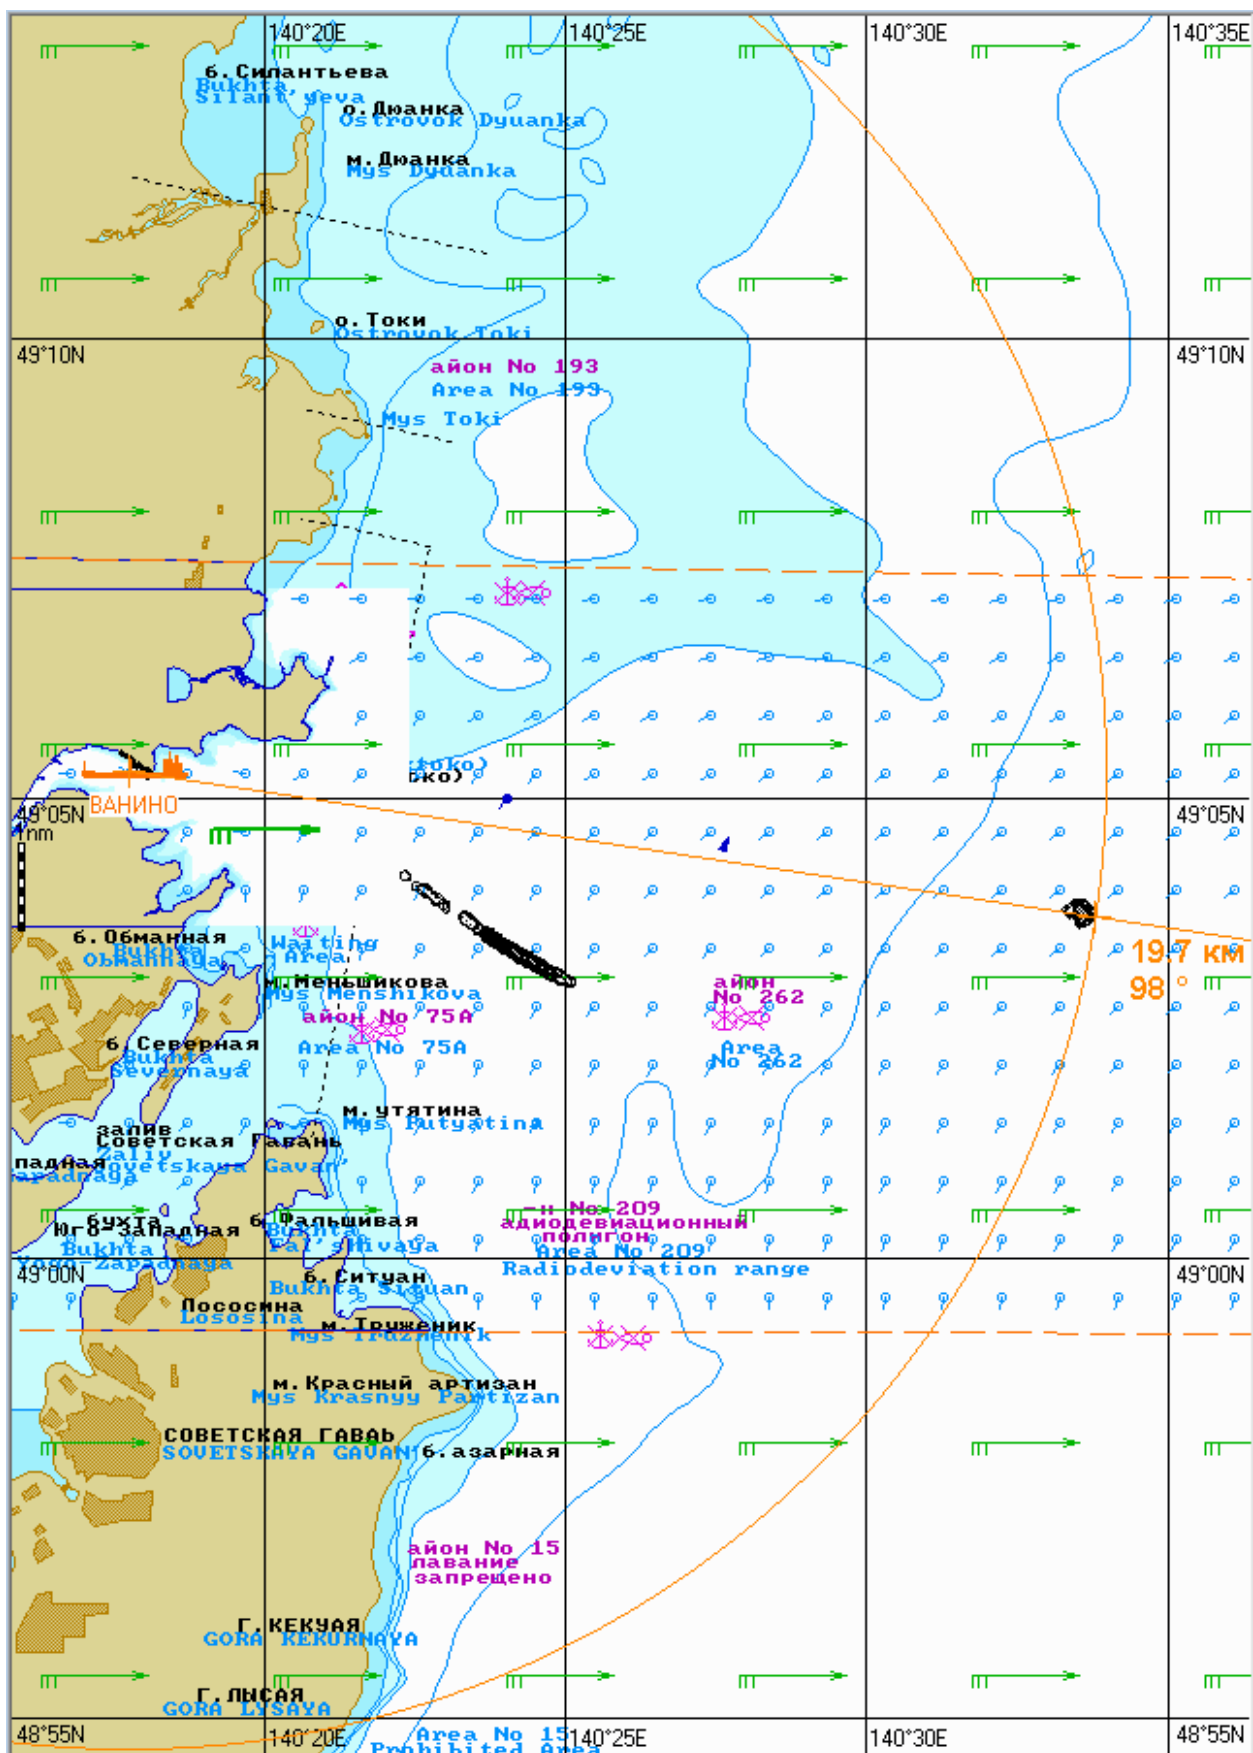 140°20E
140°25E
140°30E
140°35E
б.Силантьева
Bukhta
Silant'yeva
о.Дюанка
Ostrovok Dyuanka
м.Дюанка
Mys Dyuanka
о.Токи
Ostrovok Toki
49°10N
49°10N
айон No 193
Area No 193
Mys Toki
ВАНИНО
49°05N
49°05N
nm
19.7 км
98 °
б.Обманная
Bukhta
Obmannaya
Waiting
Area
м.Меньшикова
Mys Menshikova
айон No 75A
Area No 75A
айон
No 262
Area
No 262
б.Северная
Bukhta
Severnaya
м.утятина
Mys Putyatina
залив
Советская Гавань
Zaliv
Sovetskaya Gavan'
падная
apadnaya
бухта
Юго-Западная
Bukhta
Yogo-Zapadnaya
б.Фальшивая
Bukhta
Fal'shivaya
-н No 209
адиодевиационный
полигон
Area No 209
Radiodeviation range
49°00N
49°00N
б.Ситуан
Bukhta Situan
Лососина
Lososina
м.Труженик
Mys Truzhenik
м.Красный артизан
Mys Krasnyy Partizan
СОВЕТСКАЯ ГАВАЬ
SOVETSKAYA GAVAN'
б.азарная
айон No 15
лавание
запрещено
Г.КЕКУАЯ
GORA KEKURNAYA
Г.ЛЫСАЯ
GORA LYSAYA
48°55N
140°20E
Area No 15
Prohibited Area
140°25E
140°30E
48°55N